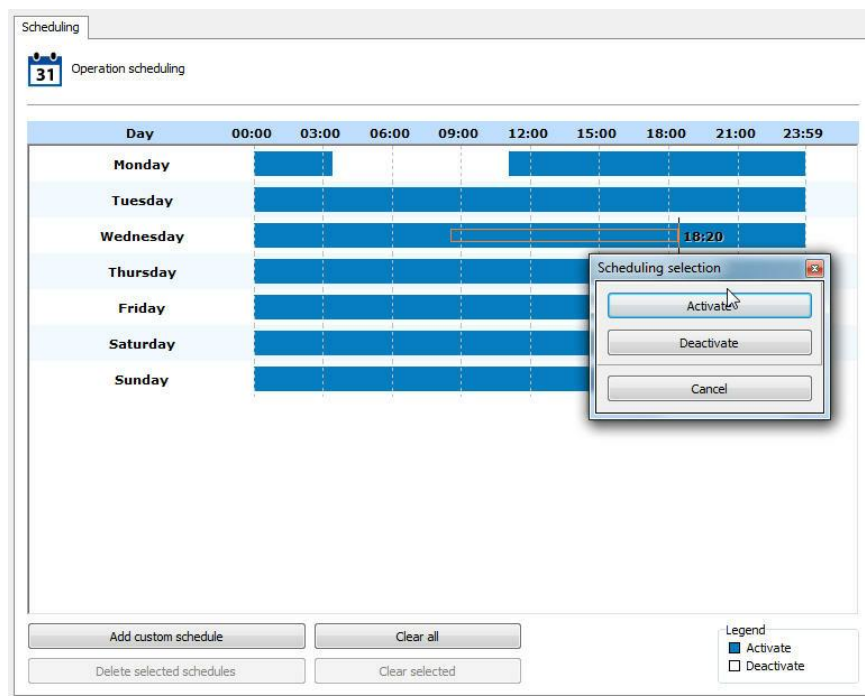 Scheduling
31
Operation scheduling
Day 00:00 03:00 06:00 09:00 12:00 15:00 18:00 21:00 23:59
Monday
Tuesday
Wednesday 18:20
Thursday
Scheduling selection
Activate
Friday
Saturday
Deactivate
Sunday
Cancel
Add custom schedule Clear all
Delete selected schedules Clear selected
Legend
Activate
Deactivate